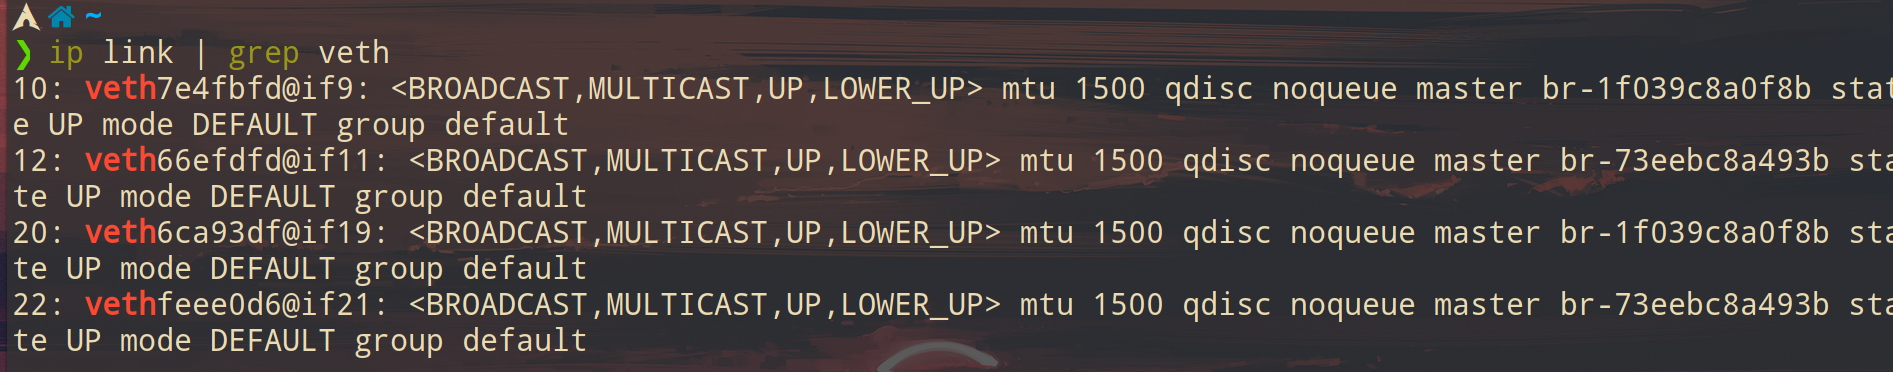 ~
❯ ip link | grep veth
10: veth7e4fbfd@if9: <BROADCAST,MULTICAST,UP,LOWER_UP> mtu 1500 qdisc noqueue master br-1f039c8a0f8b stat
e UP mode DEFAULT group default
12: veth66efdfd@if11: <BROADCAST,MULTICAST,UP,LOWER_UP> mtu 1500 qdisc noqueue master br-73eebc8a493b sta
te UP mode DEFAULT group default
20: veth6ca93df@if19: <BROADCAST,MULTICAST,UP,LOWER_UP> mtu 1500 qdisc noqueue master br-1f039c8a0f8b sta
te UP mode DEFAULT group default
22: vethfeee0d6@if21: <BROADCAST,MULTICAST,UP,LOWER_UP> mtu 1500 qdisc noqueue master br-73eebc8a493b sta
te UP mode DEFAULT group default